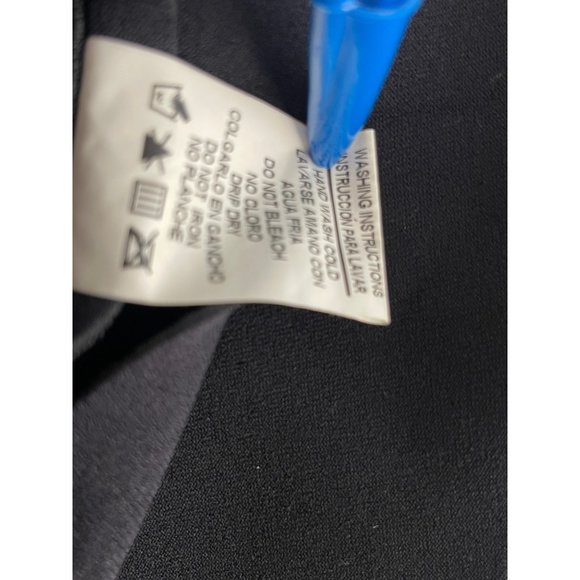 WASHING INSTRUCTIONS
INSTRUCCIÓN PARA LAVAR
HAND WASH COLD
LAVARSE AMANO CON
AGUA FRIA
DO NOT BLEACH
NO CLORO
DRIP DRY
COLGARLO EN GANCHO
DO NOT IRON
NO PLANCHE